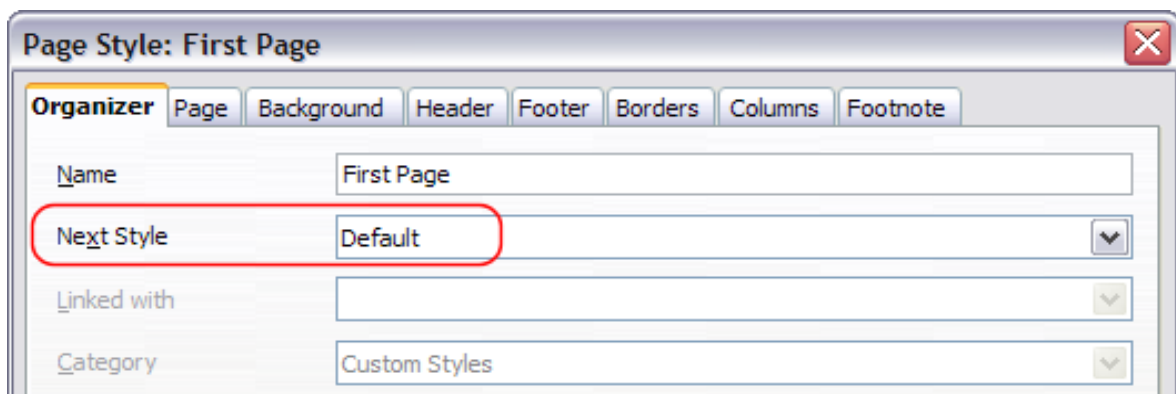 Page Style: First Page
Organizer Page Background Header Footer Borders Columns Footnote
Name First Page
Next Style Default
Linked with
Category Custom Styles